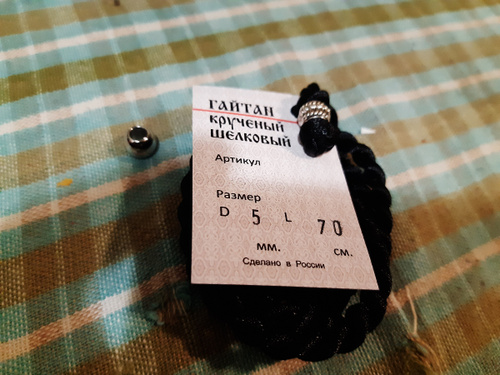 ГАЙТАН
КРУЧЕНЫЙ
ШЕЛКОВЫЙ
Артикул
Размер
D 5 L 70
мм. см.
Сделано в России